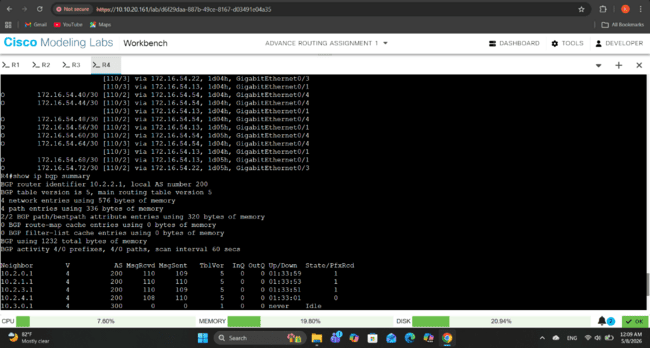 Not secure https://10.10.20.161/lab/d6f29daa-087b-49ce-8f67-d03491d04a35
Gmail YouTube Maps All Bookmarks
Cisco Modeling Labs Workbench ADVANCE ROUTING ASSIGNMENT 1 DASHBOARD TOOLS DEVELOPER
R1 R2 R3 R4
[110/3] via 172.16.54.22, 1d04h, GigabitEthernet0/3
[110/3] via 172.16.54.13, 1d04h, GigabitEthernet0/1
O 172.16.54.40/30 [110/2] via 172.16.54.54, 1d04h, GigabitEthernet0/4
O 172.16.54.44/30 [110/3] via 172.16.54.54, 1d04h, GigabitEthernet0/4
[110/3] via 172.16.54.13, 1d04h, GigabitEthernet0/1
O 172.16.54.48/30 [110/2] via 172.16.54.54, 1d04h, GigabitEthernet0/4
O 172.16.54.56/30 [110/2] via 172.16.54.13, 1d05h, GigabitEthernet0/1
O 172.16.54.60/30 [110/2] via 172.16.54.54, 1d04h, GigabitEthernet0/4
O 172.16.54.64/30 [110/3] via 172.16.54.54, 1d04h, GigabitEthernet0/4
[110/3] via 172.16.54.13, 1d04h, GigabitEthernet0/1
O 172.16.54.68/30 [110/2] via 172.16.54.13, 1d05h, GigabitEthernet0/1
O 172.16.54.72/30 [110/2] via 172.16.54.22, 1d05h, GigabitEthernet0/3
R4#show ip bgp summary
BGP router identifier 10.2.2.1, local AS number 200
BGP table version is 5, main routing table version 5
4 network entries using 576 bytes of memory
4 path entries using 336 bytes of memory
2/2 BGP path/bestpath attribute entries using 320 bytes of memory
0 BGP route-map cache entries using 0 bytes of memory
0 BGP filter-list cache entries using 0 bytes of memory
BGP using 1232 total bytes of memory
BGP activity 4/0 prefixes, 4/0 paths, scan interval 60 secs
Neighbor V AS MsgRcvd MsgSent TblVer InQ OutQ Up/Down State/PfxRcd
10.2.0.1 4 200 110 109 5 0 0 01:33:59 1
10.2.1.1 4 200 110 110 5 0 0 01:33:53 1
10.2.3.1 4 200 110 109 5 0 0 01:33:51 1
10.2.4.1 4 200 108 110 5 0 0 01:33:01 0
10.3.0.1 4 300 0 0 1 0 0 never Idle
CPU 7.60% MEMORY 19.80% DISK 20.94% 2 OK
82°F
Mostly clear
Search
ENG
12:09 AM
5/8/2026